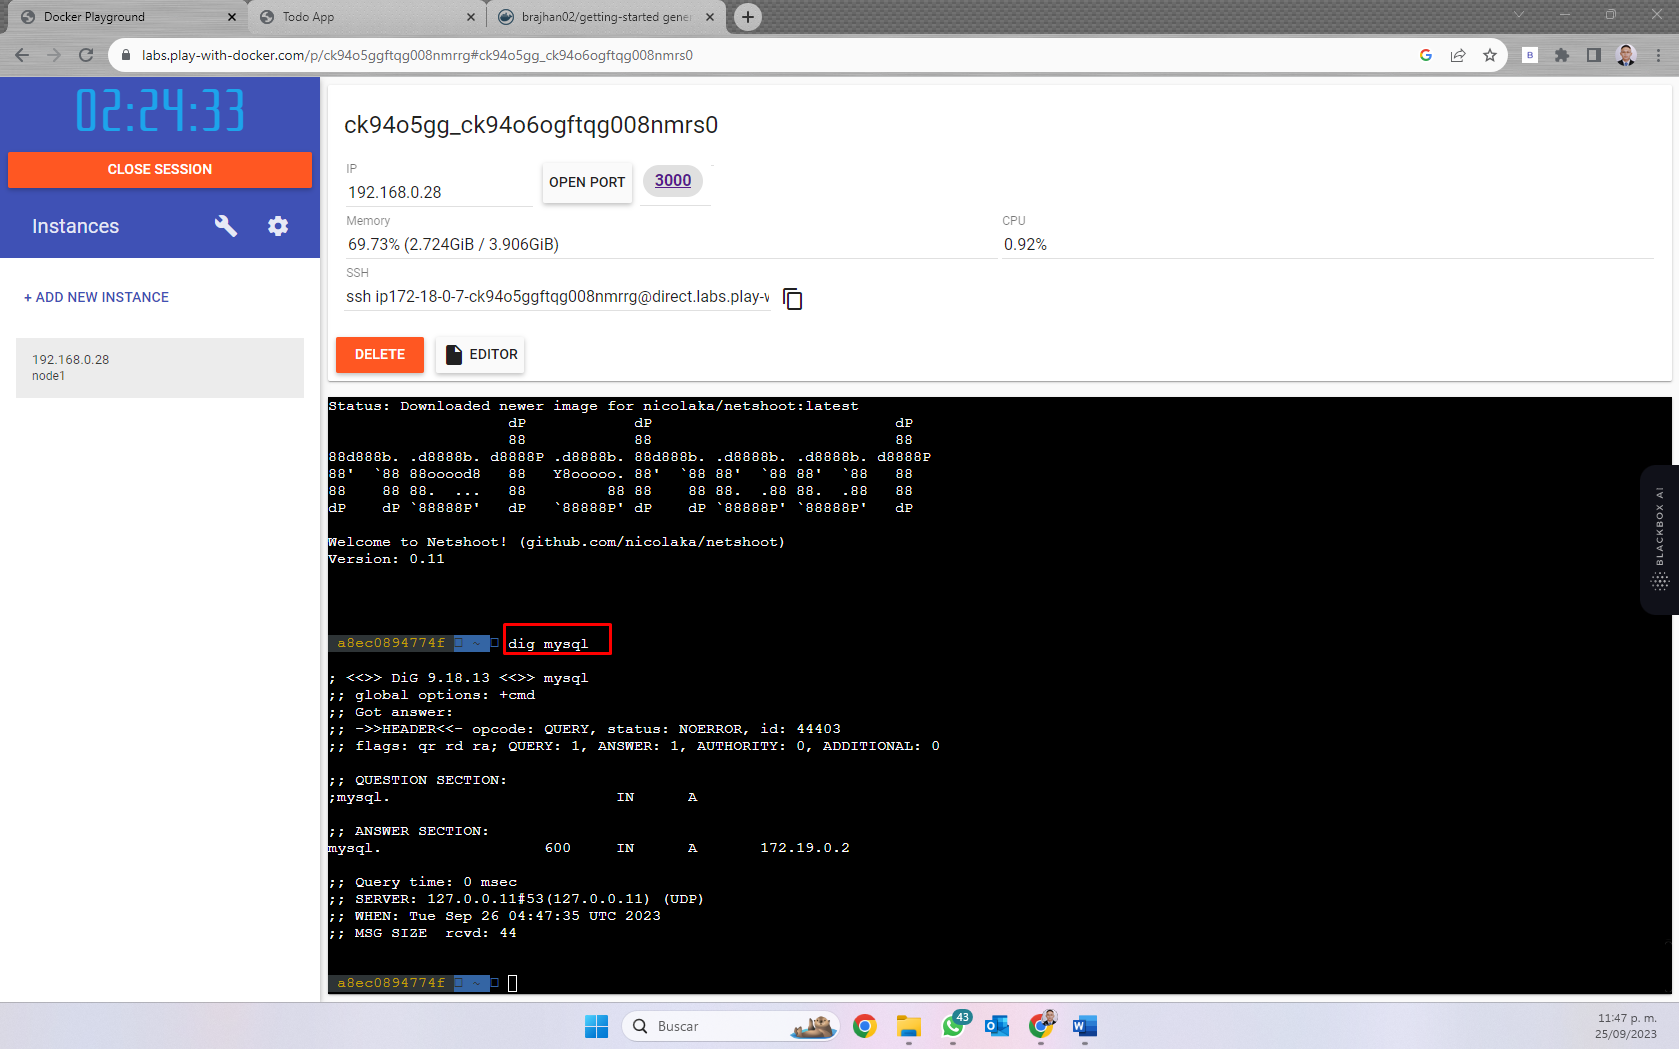 Docker Playground
Todo App
brajhan02/getting-started gener
labs.play-with-docker.com/p/ck94o5ggftqg008nmrrg#ck94o5gg_ck94o6ogftqg008nmrs0
02:24:33
CLOSE SESSION
Instances
+ ADD NEW INSTANCE
192.168.0.28
node1
ck94o5gg_ck94o6ogftqg008nmrs0
IP
192.168.0.28
OPEN PORT
3000
Memory
69.73% (2.724GiB / 3.906GiB)
CPU
0.92%
SSH
ssh ip172-18-0-7-ck94o5ggftqg008nmrrg@direct.labs.play-w
DELETE
EDITOR
Status: Downloaded newer image for nicolaka/netshoot:latest
                    dP            dP                           dP
                    88            88                           88
88d888b. .d8888b. d8888P .d8888b. 88d888b. .d8888b. .d8888b. d8888P
88'  `88 88ooood8   88   Y8ooooo. 88'  `88 88'  `88 88'  `88   88
88    88 88.  ...   88         88 88    88 88.  .88 88.  .88   88
dP    dP `88888P'   dP   `88888P' dP    dP `88888P' `88888P'   dP
Welcome to Netshoot! (github.com/nicolaka/netshoot)
Version: 0.11
a8ec0894774f ~ dig mysql
; <<>> DiG 9.18.13 <<>> mysql
;; global options: +cmd
;; Got answer:
;; ->>HEADER<<- opcode: QUERY, status: NOERROR, id: 44403
;; flags: qr rd ra; QUERY: 1, ANSWER: 1, AUTHORITY: 0, ADDITIONAL: 0
;; QUESTION SECTION:
;mysql. IN A
;; ANSWER SECTION:
mysql. 600 IN A 172.19.0.2
;; Query time: 0 msec
;; SERVER: 127.0.0.11#53(127.0.0.11) (UDP)
;; WHEN: Tue Sep 26 04:47:35 UTC 2023
;; MSG SIZE  rcvd: 44
a8ec0894774f ~
BLACKBOX AI
Buscar
43
11:47 p. m.
25/09/2023